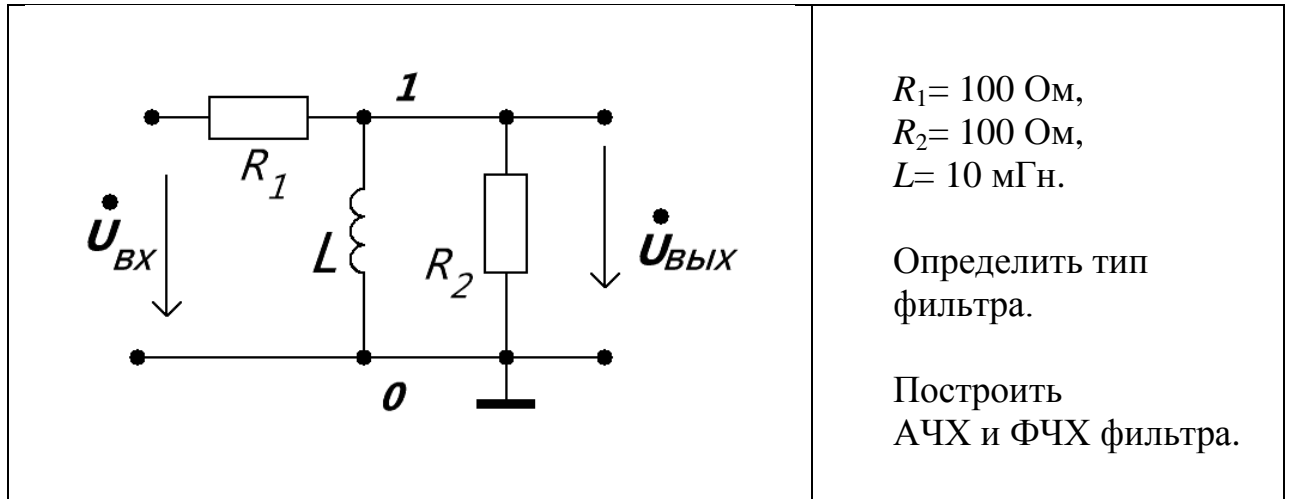 1
R1
U ВХ
L
R2
U ВЫХ
0
R1= 100 Ом,
R2= 100 Ом,
L= 10 мГн.
Определить тип
фильтра.
Построить
АЧХ и ФЧХ фильтра.